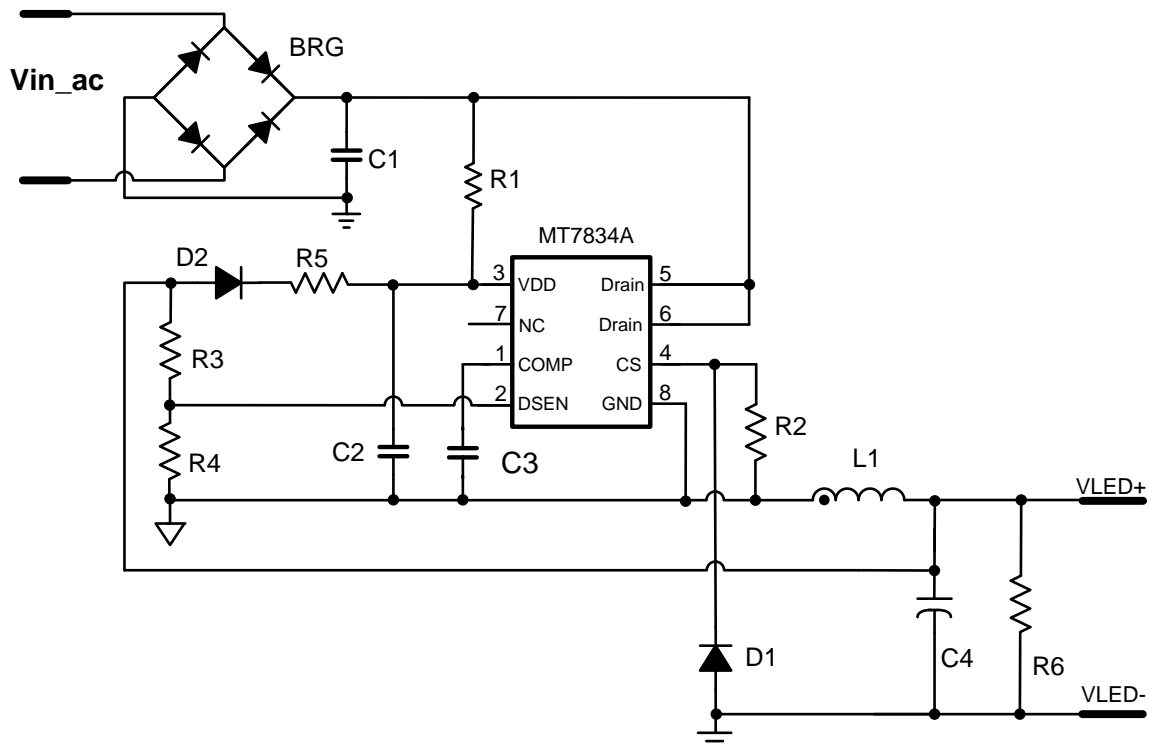 BRG
Vin_ac
C1
R1
MT7834A
D2
R5
3
VDD
Drain
5
7
NC
Drain
6
1
COMP
CS
4
2
DSEN
GND
8
R3
R4
C2
C3
R2
L1
VLED+
D1
C4
R6
VLED-